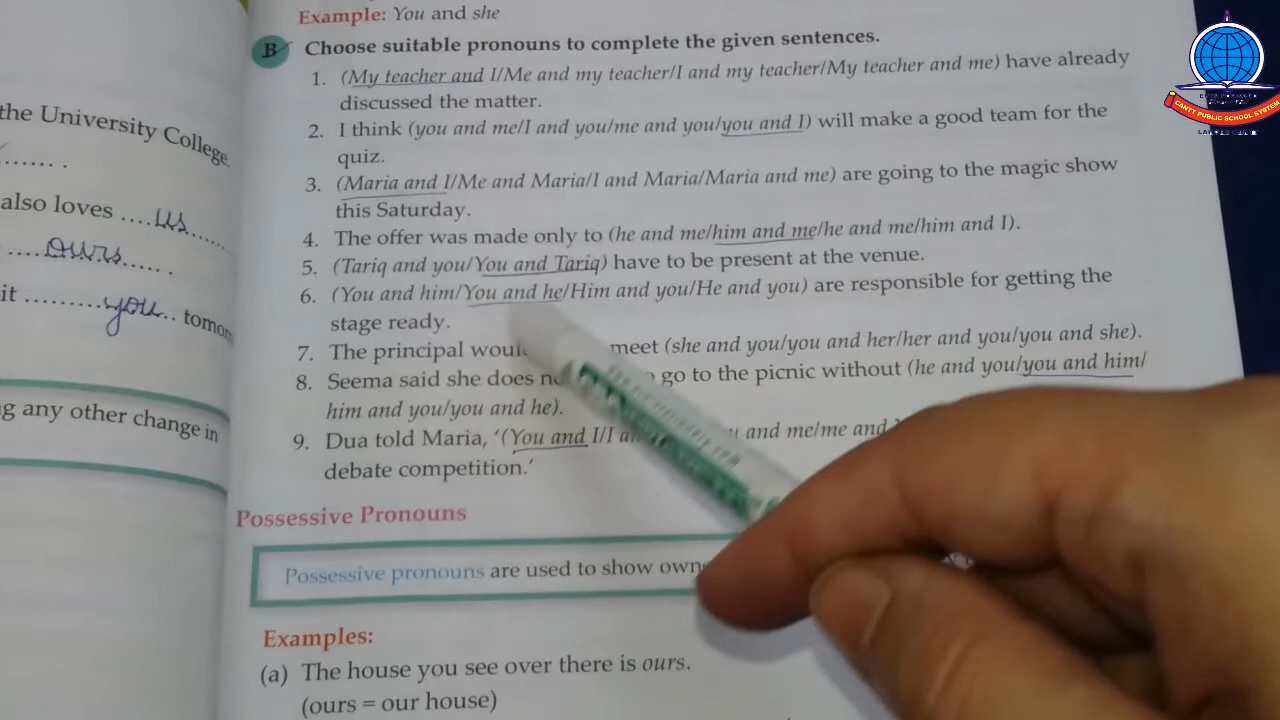 Example: You and she
B Choose suitable pronouns to complete the given sentences.
1. (My teacher and I/Me and my teacher/I and my teacher/My teacher and me) have already
discussed the matter.
2. I think (you and me/I and you/me and you/you and I) will make a good team for the
quiz.
3. (Maria and I/Me and Maria/I and Maria/Maria and me) are going to the magic show
this Saturday.
4. The offer was made only to (he and me/him and me/he and me/him and I).
5. (Tariq and you/You and Tariq) have to be present at the venue.
6. (You and him/You and he/Him and you/He and you) are responsible for getting the
stage ready.
7. The principal meet (she and you/you and her/her and you/you and she).
8. Seema said she does go to the picnic without (he and you/you and him/
him and you/you and he).
9. Dua told Maria, ‘(You and I/I and me/me and
debate competition.’
Possessive Pronouns
Possessive pronouns are used to show
Examples:
(a) The house you see over there is ours.
(ours = our house)
the University College.
....... .
also loves ....us.......
....ours...... .
it .........you..
g any other change in
CANTT PUBLIC SCHOOL SYSTEM